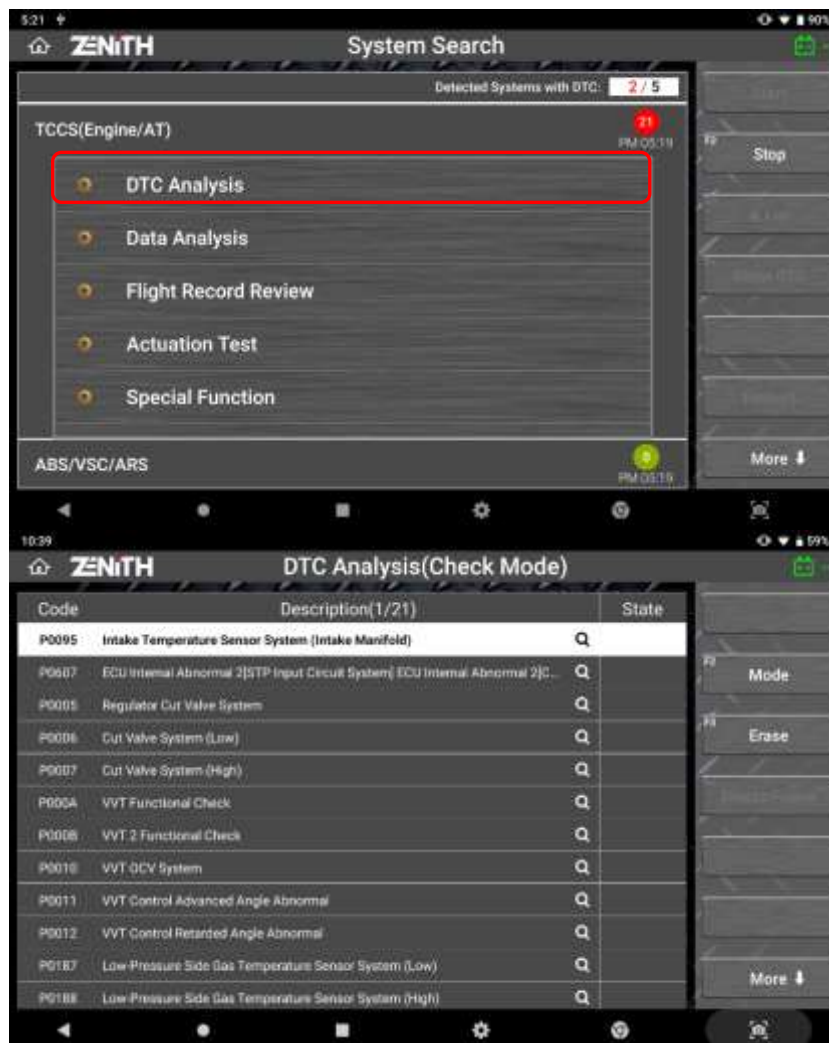 5:21
90%
ZENITH
System Search
Detected Systems with DTC: 2 / 5
TCCS(Engine/AT)
21
PM 05:19
DTC Analysis
Data Analysis
Flight Record Review
Actuation Test
Special Function
ABS/VSC/ARS
0
PM 05:19
Stop
More
10:39
59%
ZENITH
DTC Analysis(Check Mode)
Code Description(1/21) State
P0095 Intake Temperature Sensor System (Intake Manifold)
P0607 ECU Internal Abnormal 2[STP Input Circuit System[ ECU Internal Abnormal 2]C...
P0005 Regulator Cut Valve System
P0006 Cut Valve System (Low)
P0007 Cut Valve System (High)
P000A VVT Functional Check
P000B VVT 2 Functional Check
P0010 VVT OCV System
P0011 VVT Control Advanced Angle Abnormal
P0012 VVT Control Retarded Angle Abnormal
P0187 Low-Pressure Side Gas Temperature Sensor System (Low)
P0188 Low-Pressure Side Gas Temperature Sensor System (High)
Mode
Erase
More